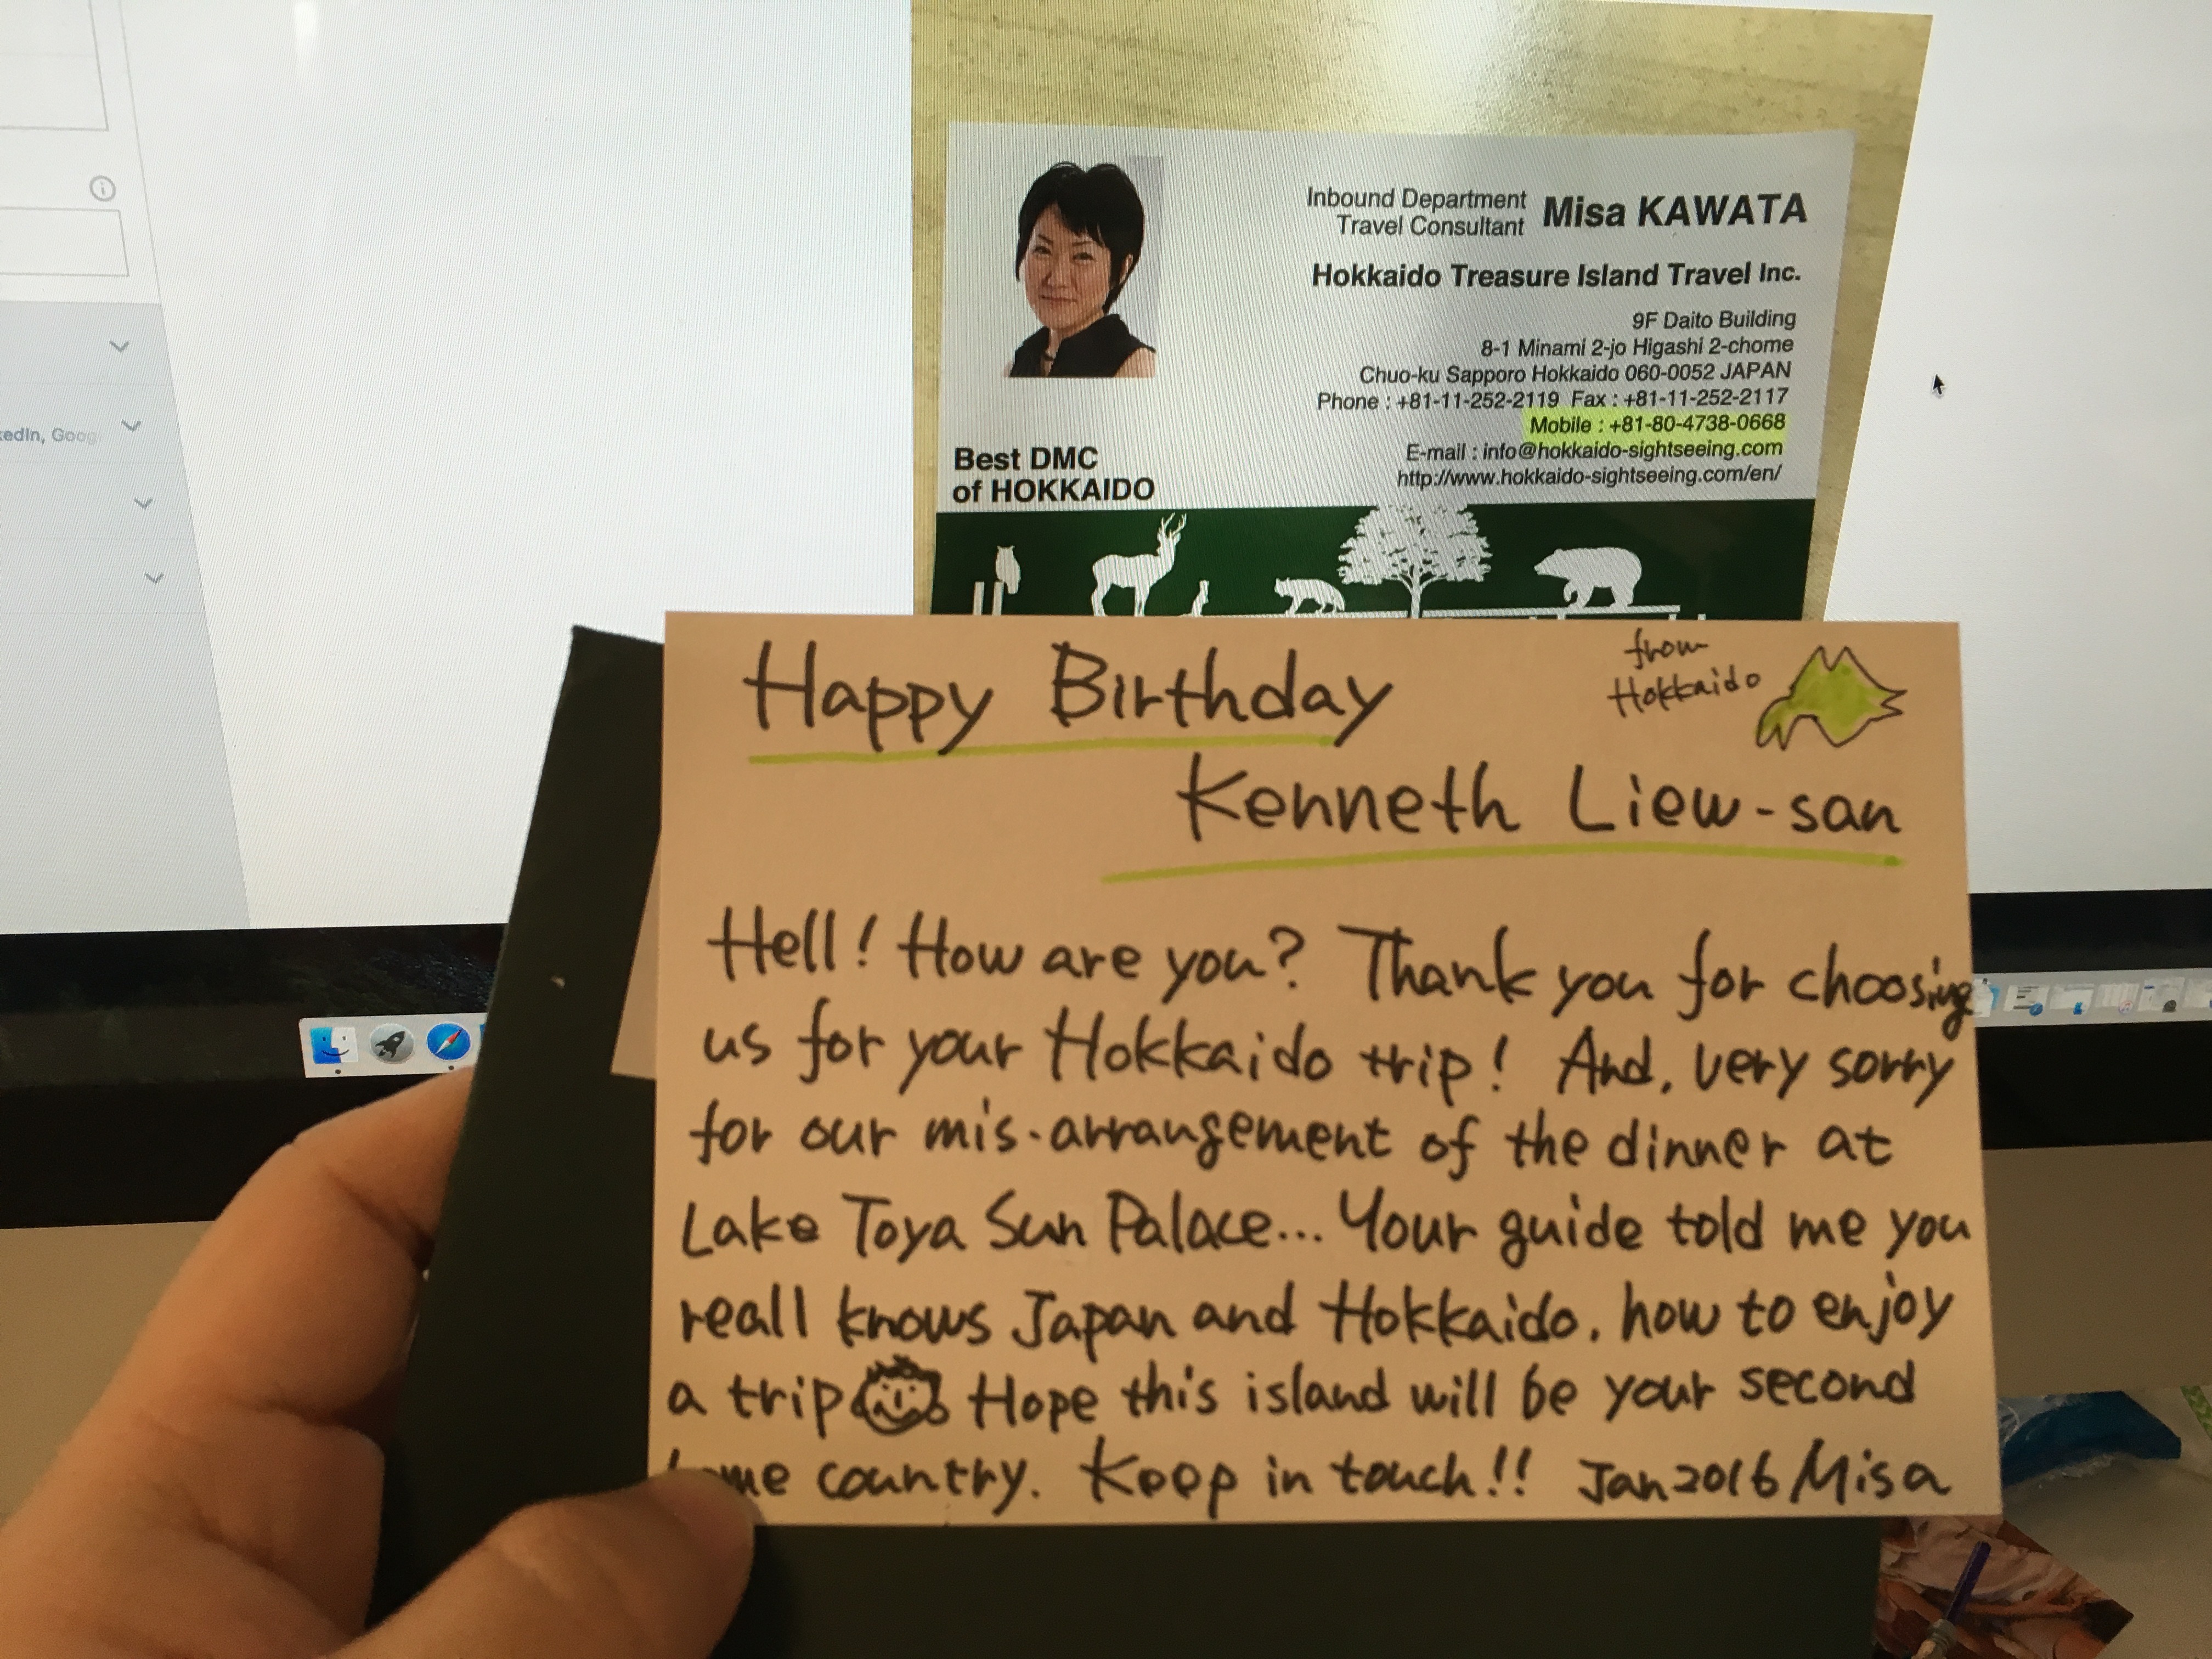 kedIn, Goog
Inbound Department
Travel Consultant
Misa KAWATA
Hokkaido Treasure Island Travel Inc.
9F Daito Building
8-1 Minami 2-jo Higashi 2-chome
Chuo-ku Sapporo Hokkaido 060-0052 JAPAN
Phone : +81-11-252-2119 Fax : +81-11-252-2117
Mobile : +81-80-4738-0668
E-mail : info@hokkaido-sightseeing.com
http://www.hokkaido-sightseeing.com/en/
Best DMC
of HOKKAIDO
from
Hokkaido
Happy Birthday
Kenneth Liew-san
Hell! How are you? Thank you for choosing
us for your Hokkaido trip! And, very sorry
for our mis-arrangement of the dinner at
Lake Toya Sun Palace... Your guide told me you
reall knows Japan and Hokkaido. how to enjoy
a trip Hope this island will be your second
me country. Keep in touch!! Jan 2016 Misa